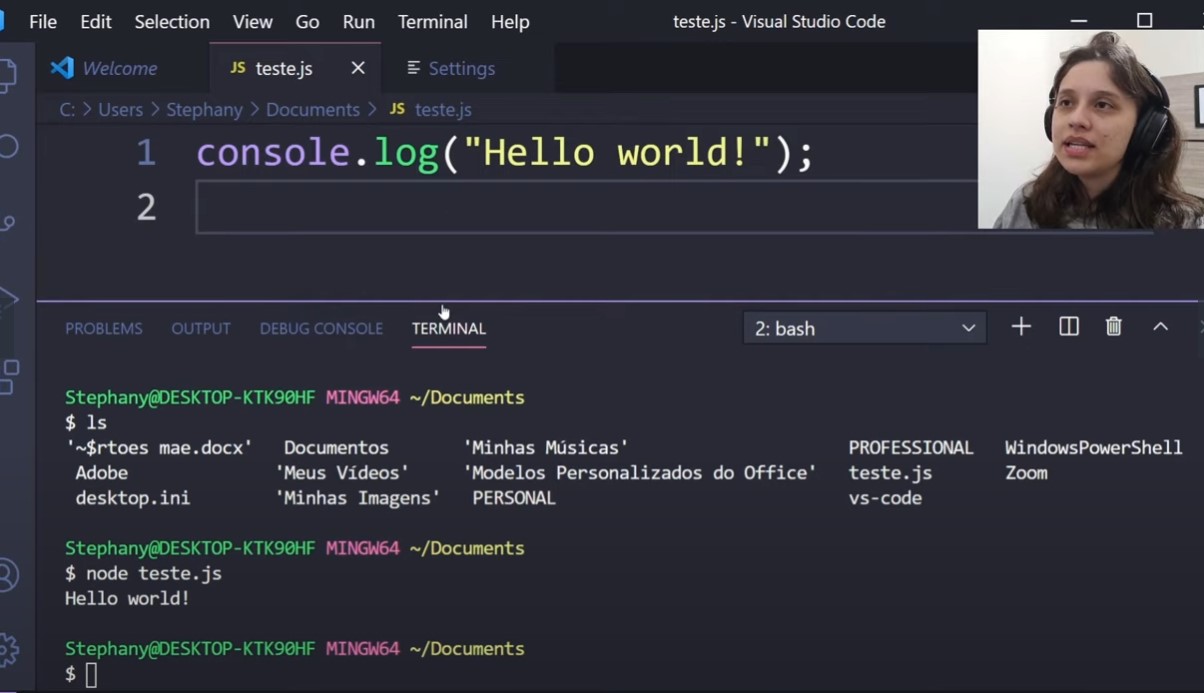 File Edit Selection View Go Run Terminal Help teste.js - Visual Studio Code
Welcome JS teste.js Settings
C: > Users > Stephany > Documents > JS teste.js
1 console.log("Hello world!");
2
PROBLEMS OUTPUT DEBUG CONSOLE TERMINAL 2: bash
Stephany@DESKTOP-KTK90HF MINGW64 ~/Documents
$ ls
'~$rtoes mae.docx' Documentos 'Minhas Músicas' PROFESSIONAL WindowsPowerShell
Adobe 'Meus Vídeos' 'Modelos Personalizados do Office' teste.js Zoom
desktop.ini 'Minhas Imagens' PERSONAL vs-code
Stephany@DESKTOP-KTK90HF MINGW64 ~/Documents
$ node teste.js
Hello world!
Stephany@DESKTOP-KTK90HF MINGW64 ~/Documents
$